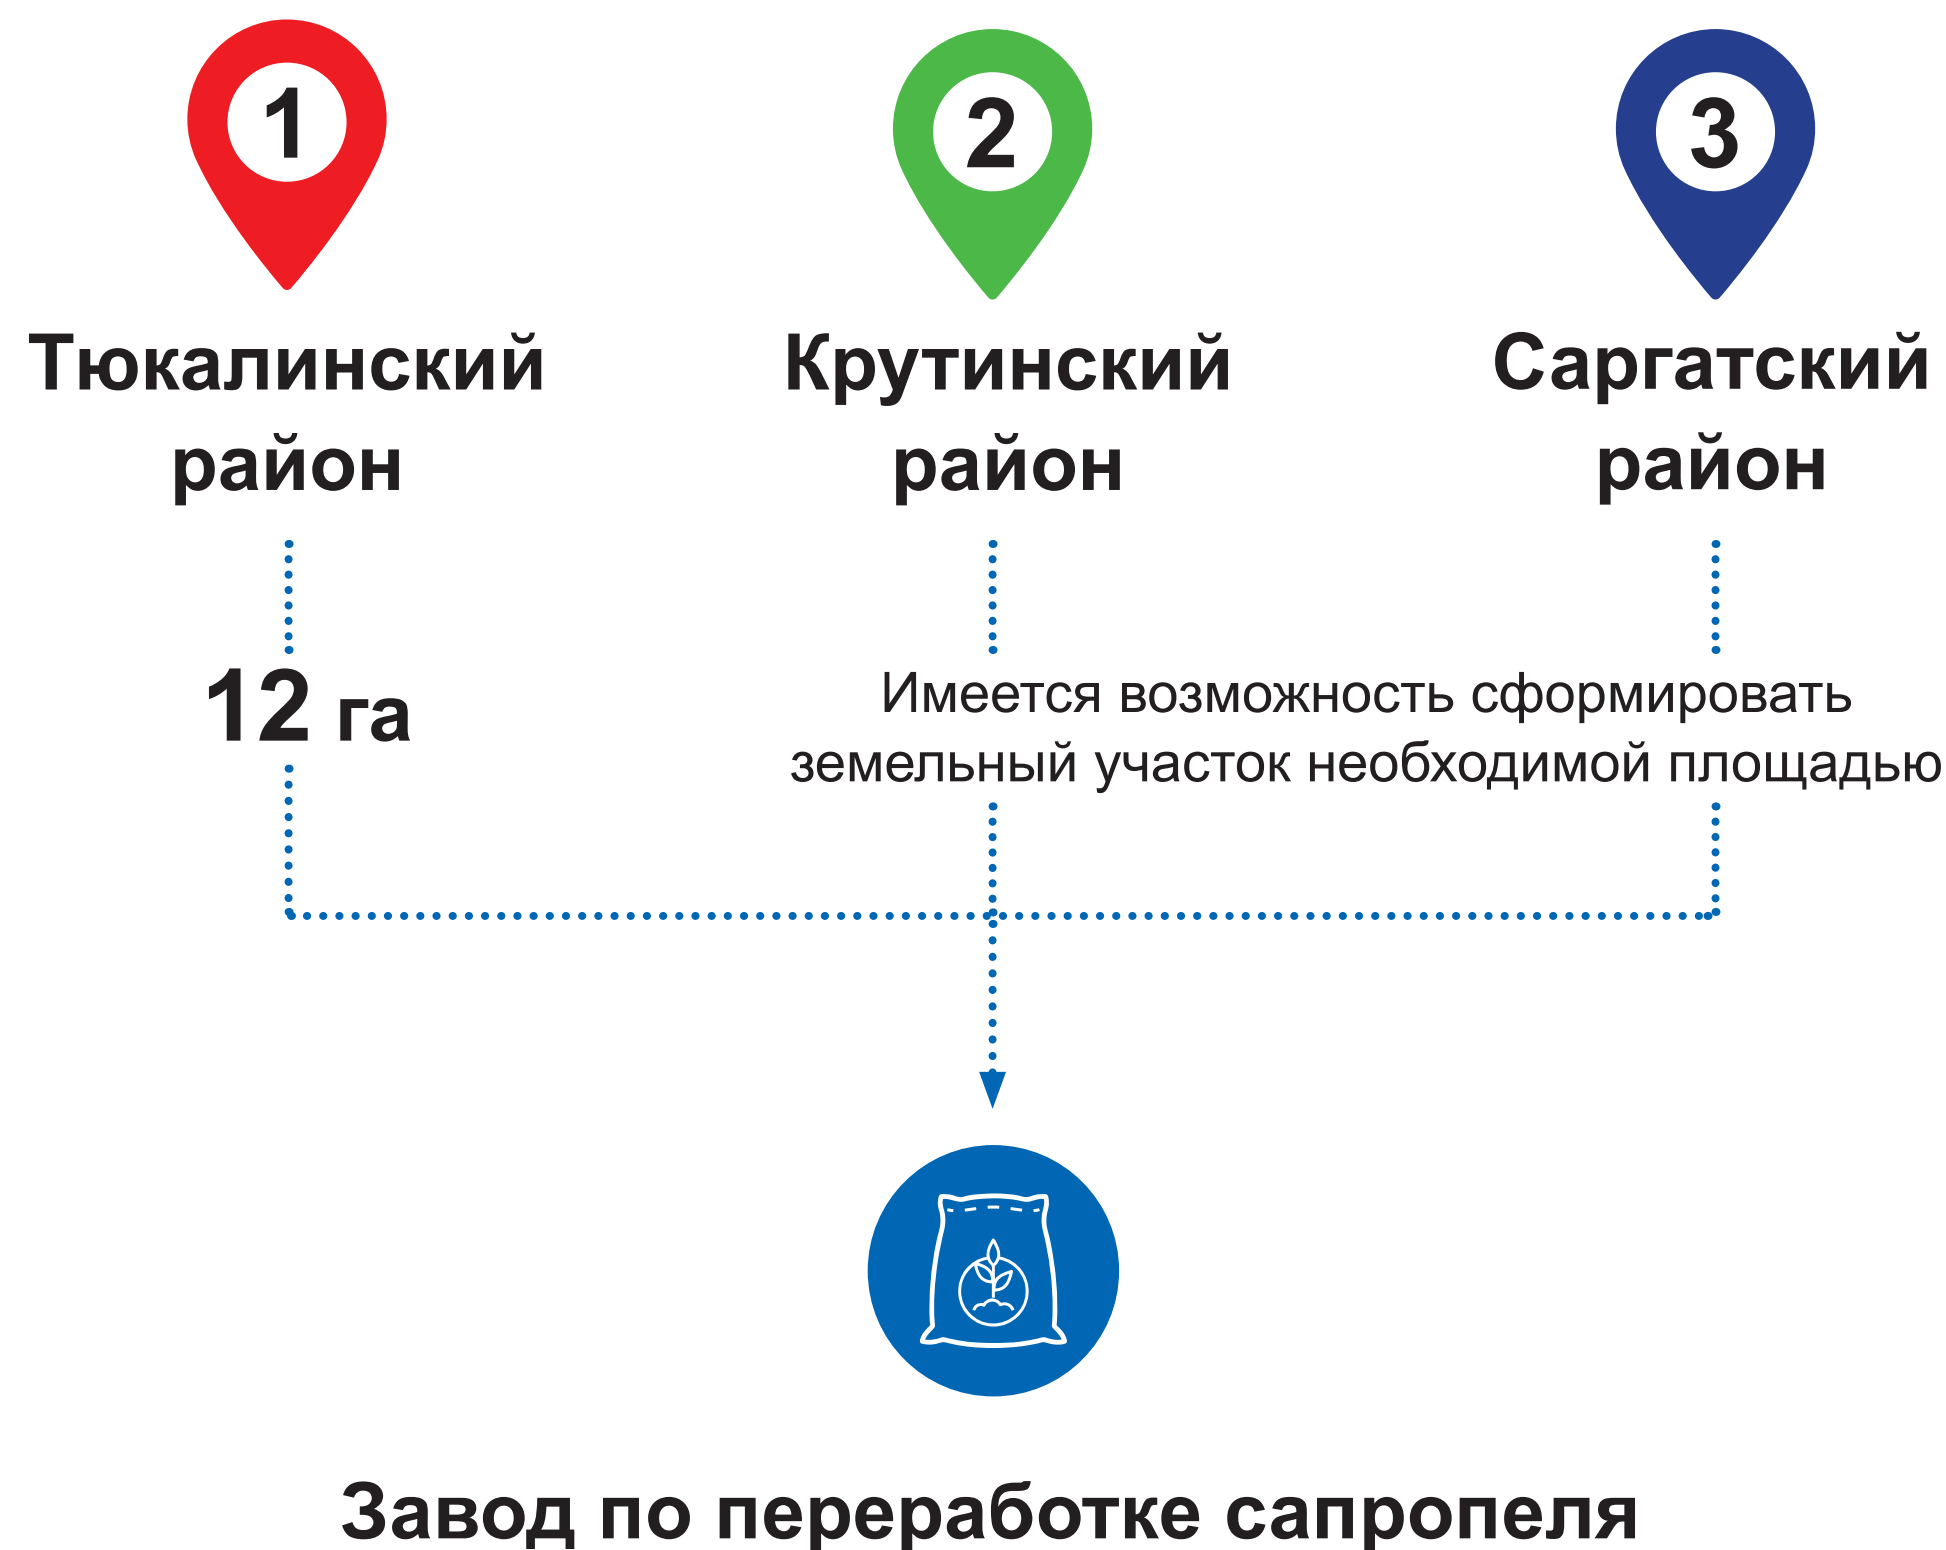 1
2
3
Тюкалинский
район
Крутинский
район
Саргатский
район
12 га
Имеется возможность сформировать
земельный участок необходимой площадью
Завод по переработке сапропеля